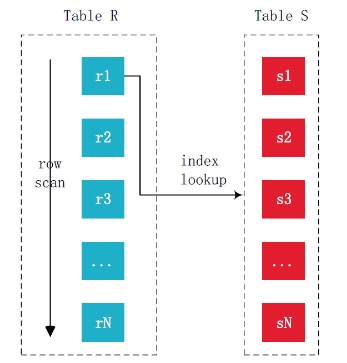 Table R
Table S
r1
s1
r2
s2
row
scan
index
lookup
r3
s3
...
...
rN
sN